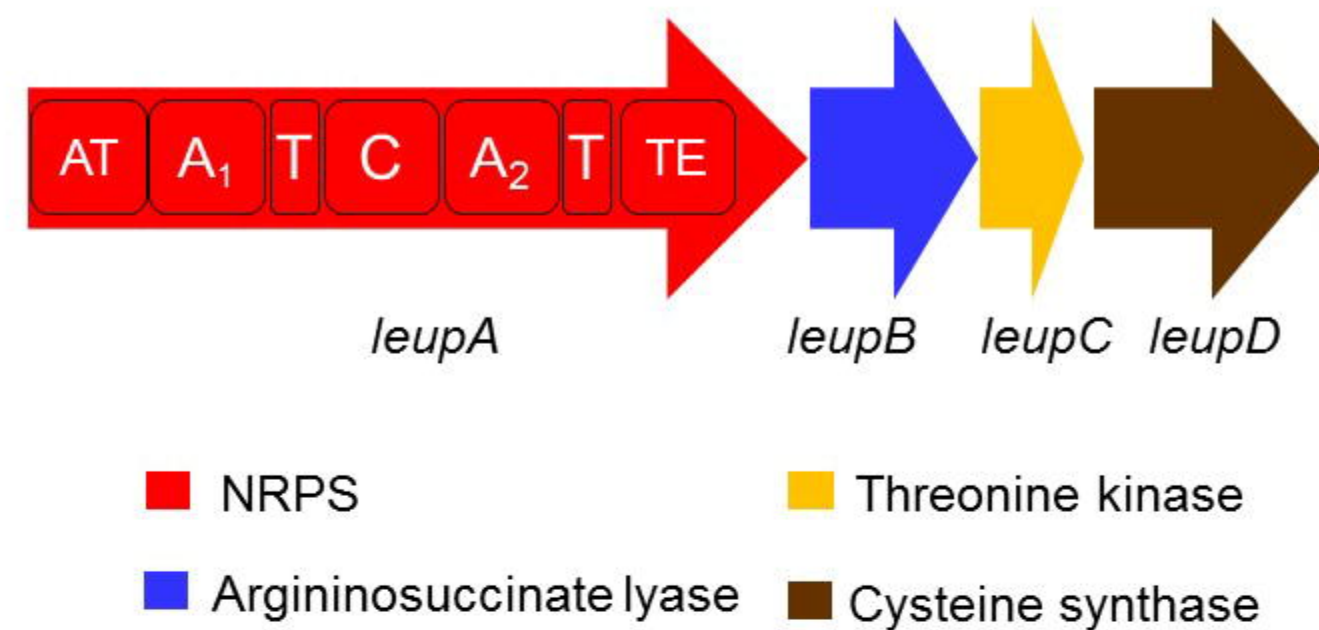 AT A₁ T C A₂ T TE
leupA leupB leupC leupD
NRPS Threonine kinase
Argininosuccinate lyase Cysteine synthase